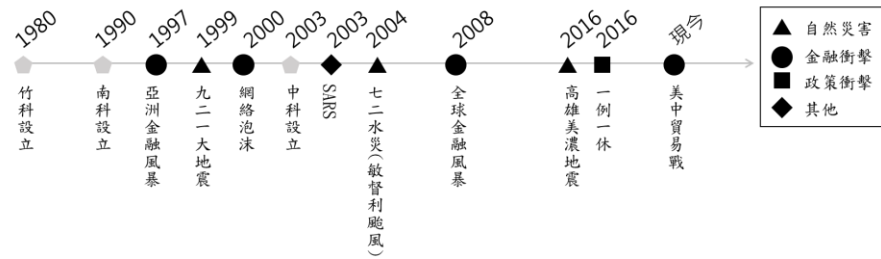 1980
1990
1997
1999
2000
2003
2003
2004
2008
2016
2016
現今
竹科設立
南科設立
亞洲金融風暴
九二一大地震
網絡泡沫
中科設立
SARS
七二水災(敏督利颱風)
全球金融風暴
高雄美濃地震
一例一休
美中貿易戰
自然災害
金融衝擊
政策衝擊
其他